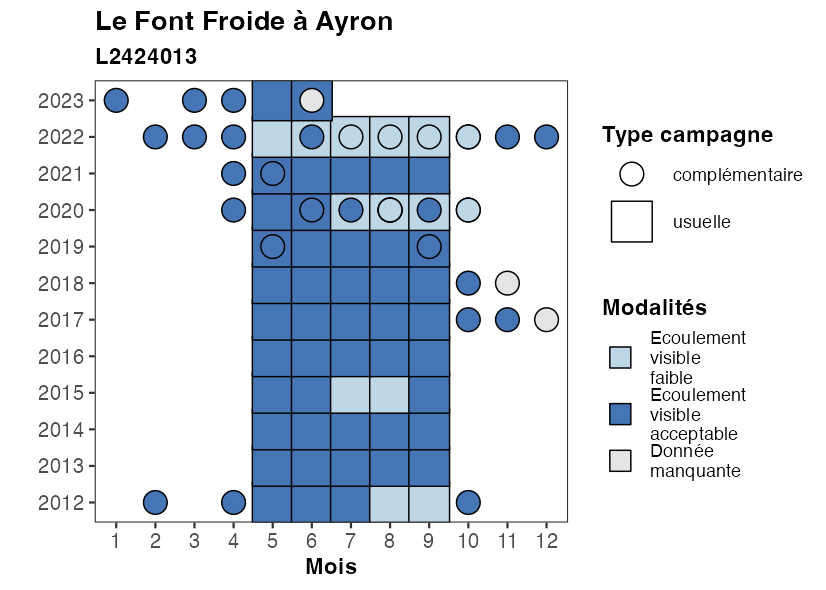 Le Font Froide à Ayron
L2424013
2023
2022
2021
2020
2019
2018
2017
2016
2015
2014
2013
2012
1 2 3 4 5 6 7 8 9 10 11 12
Mois
Type campagne
complémentaire
usuelle
Modalités
Ecoulement
visible
faible
Ecoulement
visible
acceptable
Donnée
manquante